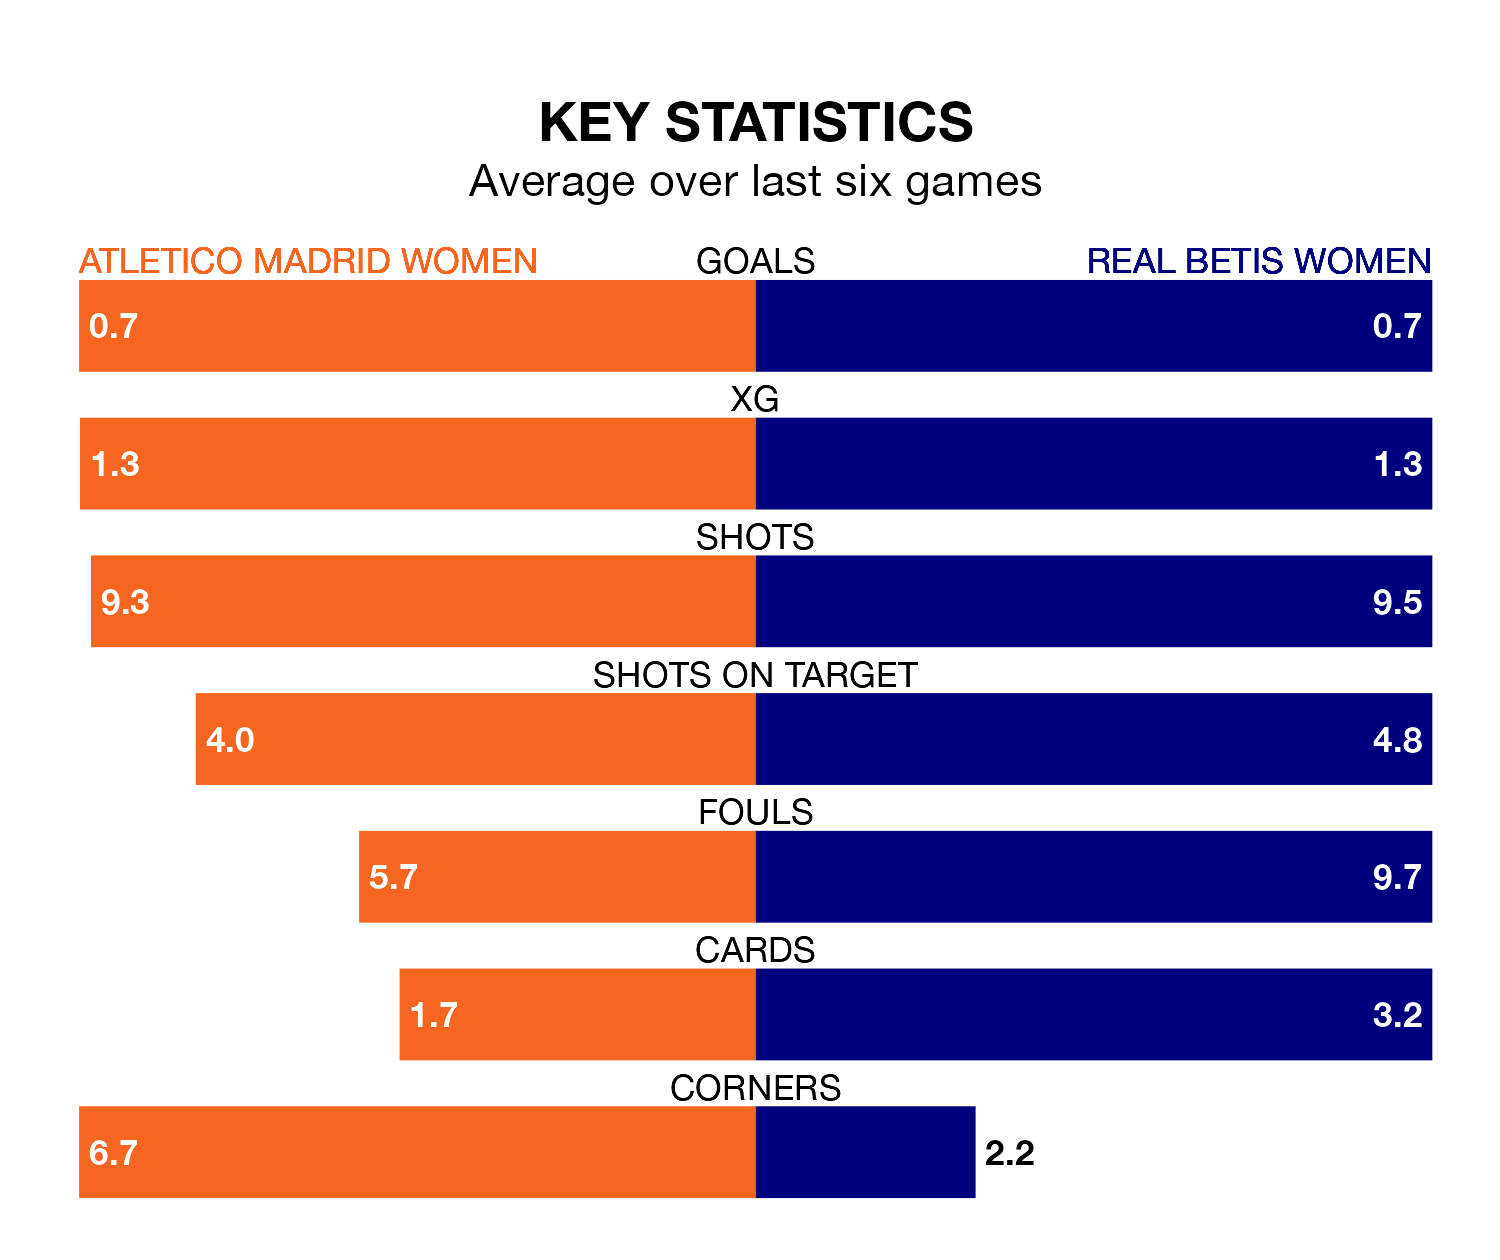 KEY STATISTICS
Average over last six games
ATLETICO MADRID WOMEN GOALS REAL BETIS WOMEN
0.7 0.7
XG
1.3 1.3
SHOTS
9.3 9.5
SHOTS ON TARGET
4.0 4.8
FOULS
5.7 9.7
CARDS
1.7 3.2
CORNERS
6.7 2.2